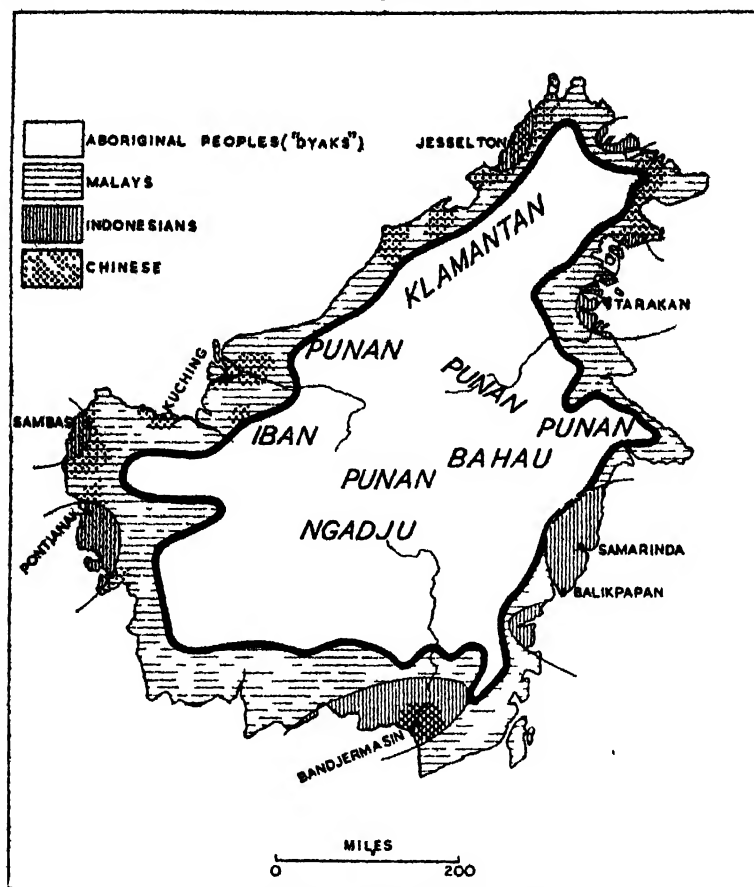 ABORIGINAL PEOPLES ("DYAKS")
MALAYS
INDONESIANS
CHINESE
JESSELTON
KLAMANTAN
TARAKAN
PUNAN
PUNAN
KUCHING
SAMBAS
IBAN
PUNAN
BAHAU
PUNAN
PONTIANAK
NGADJU
SAMARINDA
BALIKPAPAN
BANDJERMASIN
MILES
0 200